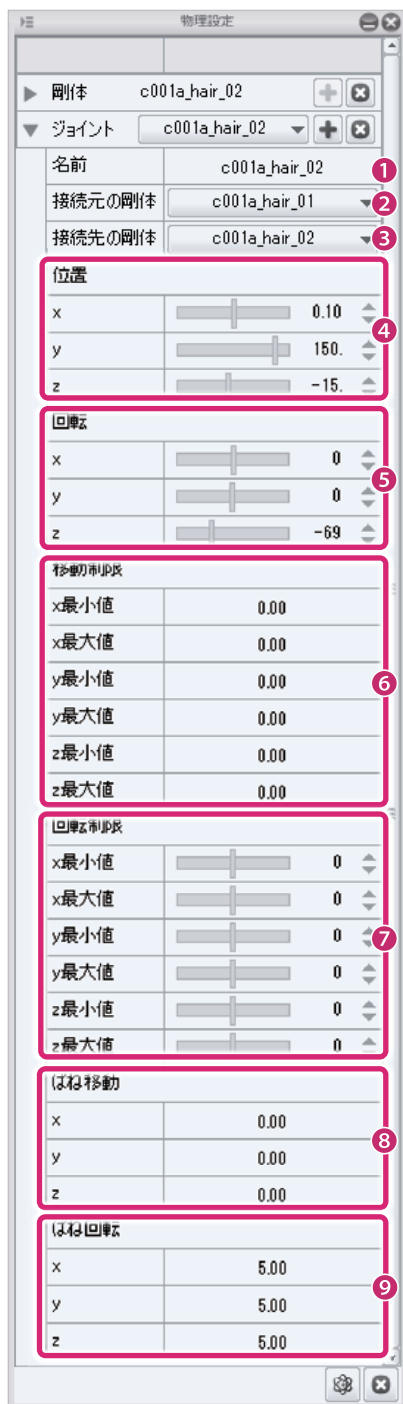 物理設定
剛体 c001a_hair_02
ジョイント c001a_hair_02
名前 c001a_hair_02 1
接続元の剛体 c001a_hair_01 2
接続先の剛体 c001a_hair_02 3
位置
x 0.10
y 150. 4
z -15.
回転
x 0
y 0 5
z -69
移動制限
x最小値 0.00
x最大値 0.00
y最小値 0.00 6
y最大値 0.00
z最小値 0.00
z最大値 0.00
回転制限
x最小値 0
x最大値 0
y最小値 0 7
y最大値 0
z最小値 0
z最大値 0
ばね移動
x 0.00
y 0.00 8
z 0.00
ばね回転
x 5.00
y 5.00 9
z 5.00